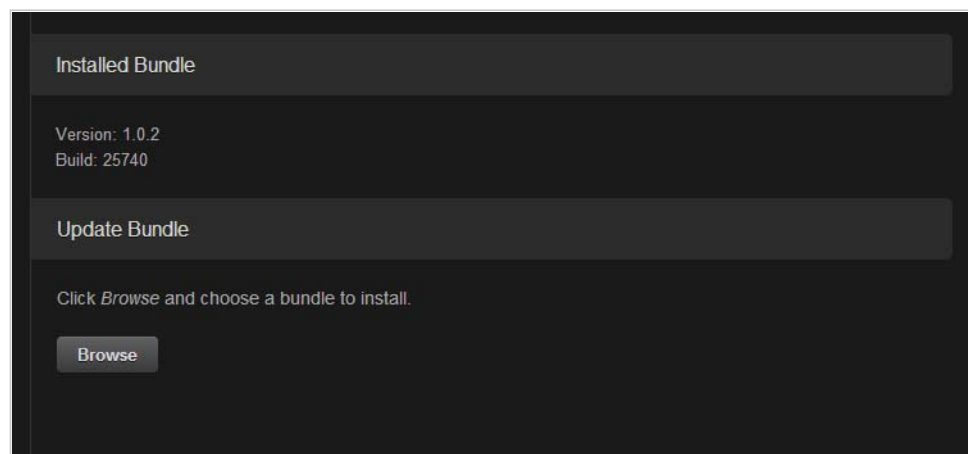 Installed Bundle
Version: 1.0.2
Build: 25740
Update Bundle
Click Browse and choose a bundle to install.
Browse